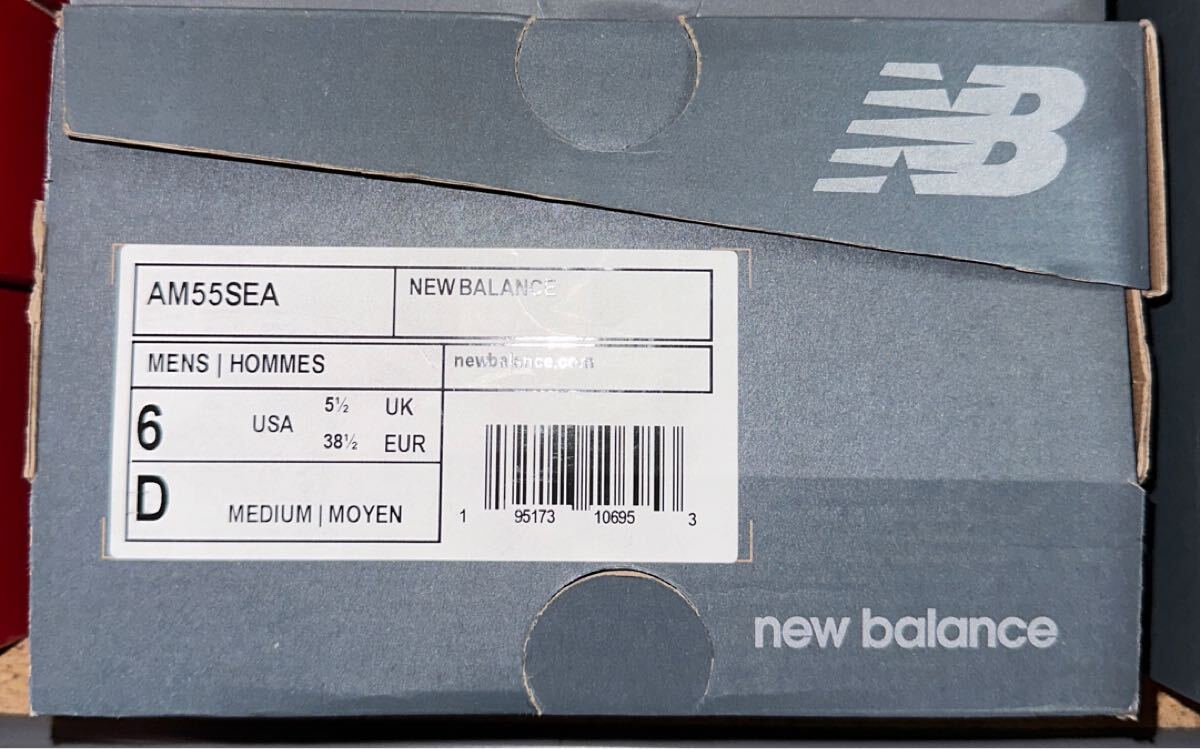 NB
AM55SEA
NEW BALANCE
MENS | HOMMES
newbalance.com
6 USA 5½ UK
38½ EUR
D MEDIUM | MOYEN
1 95173 10695 3
new balance